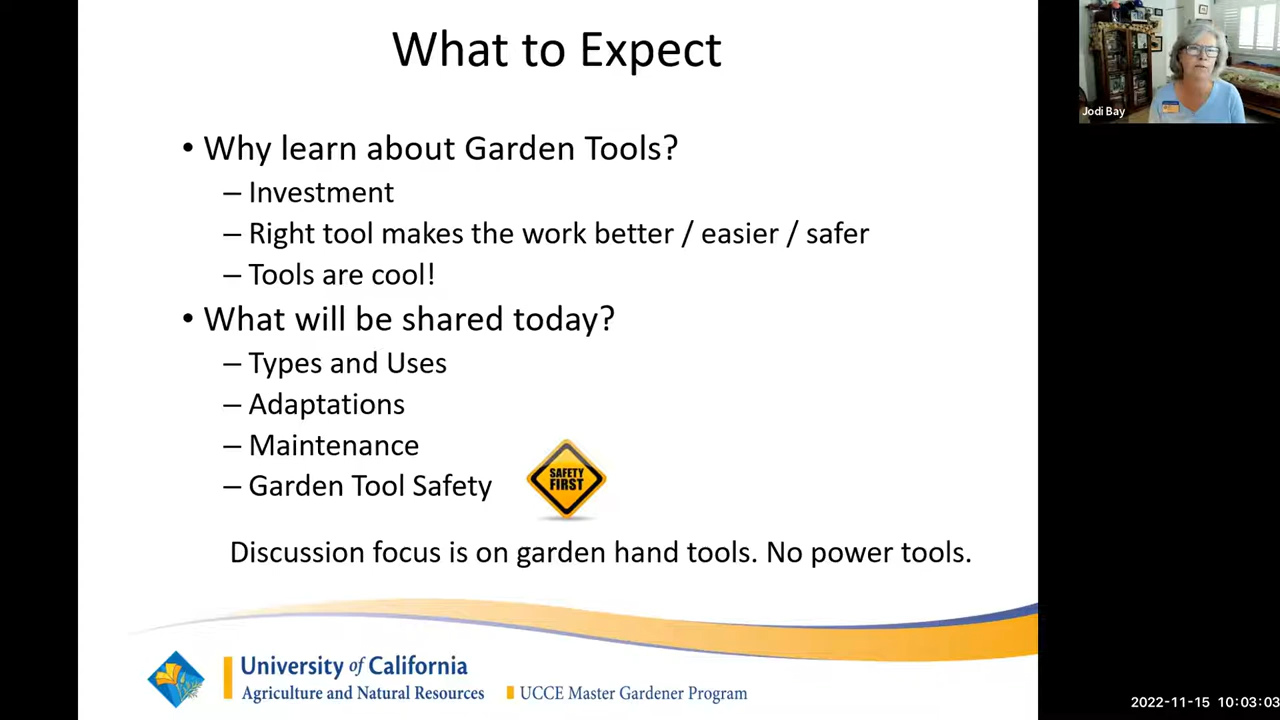 What to Expect
Jodi Bay
• Why learn about Garden Tools?
– Investment
– Right tool makes the work better / easier / safer
– Tools are cool!
• What will be shared today?
– Types and Uses
– Adaptations
– Maintenance
– Garden Tool Safety
SAFETY
FIRST
Discussion focus is on garden hand tools. No power tools.
University of California
Agriculture and Natural Resources
UCCE Master Gardener Program
2022-11-15 10:03:03